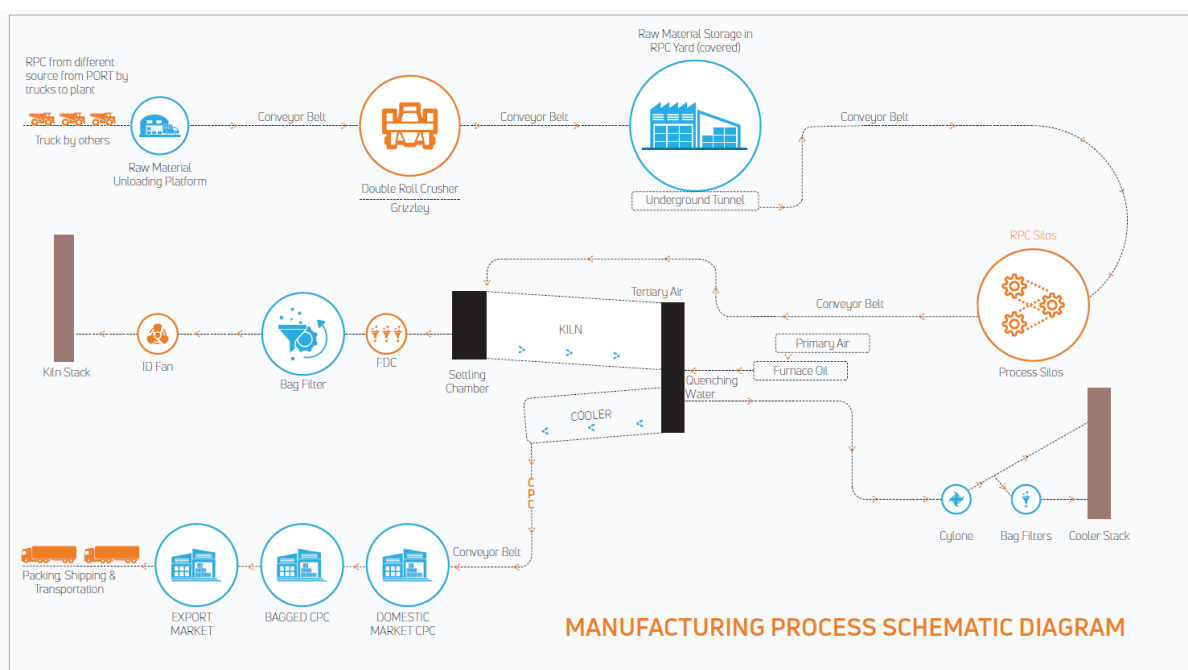 Raw Material Storage in
RPC Yard (covered)
RPC from different
source from PORT by
trucks to plant
Truck by others
Raw Material
Unloading Platform
Conveyor Belt
Double Roll Crusher
Grizzley
Conveyor Belt
Underground Tunnel
Conveyor Belt
RPC Silos
Process Silos
Conveyor Belt
Primary Air
Furnace Oil
Tertiary Air
KILN
Quenching
Water
COOLER
Settling
Chamber
FDC
Bag Filter
ID Fan
Kiln Stack
Cylone
Bag Filters
Cooler Stack
CPC
Conveyor Belt
DOMESTIC
MARKET CPC
BAGGED CPC
EXPORT
MARKET
Packing, Shipping &
Transportation
MANUFACTURING PROCESS SCHEMATIC DIAGRAM